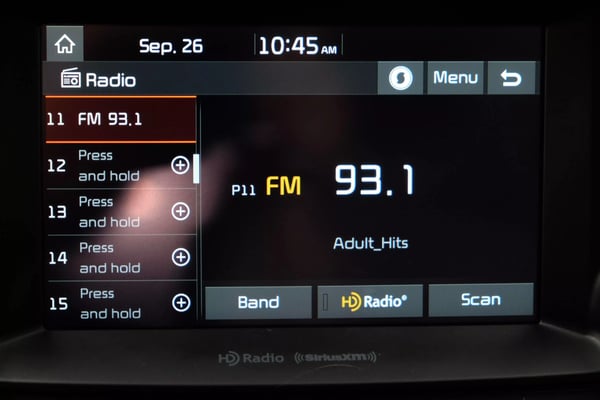 Sep. 26 10:45 AM
Radio Menu
11 FM 93.1
12 Press and hold
13 Press and hold
14 Press and hold
15 Press and hold
P11 FM 93.1
Adult_Hits
Band HD Radio® Scan
HD Radio ((SiriusXM))